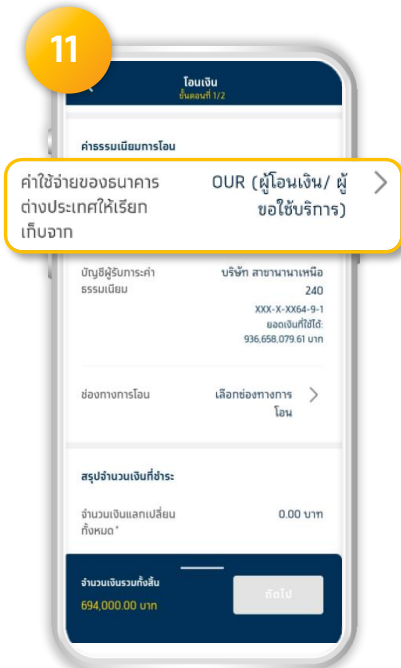 11
โอนเงิน
ขั้นตอนที่ 1/2
ค่าธรรมเนียมการโอน
ค่าใช้จ่ายของธนาคาร
ต่างประเทศให้เรียก
เก็บจาก
OUR (ผู้โอนเงิน/ ผู้
ขอใช้บริการ)
บัญชีผู้รับภาระค่า
ธรรมเนียม
บริษัท สาขานานาเหนือ
240
XXX-X-XX64-9-1
ยอดเงินที่ใช้ได้:
936,658,079.61 บาท
ช่องทางการโอน
เลือกช่องทางการ
โอน
สรุปจำนวนเงินที่ชำระ
จำนวนเงินแลกเปลี่ยน
ทั้งหมด*
0.00 บาท
จำนวนเงินรวมทั้งสิ้น
694,000.00 บาท
ถัดไป